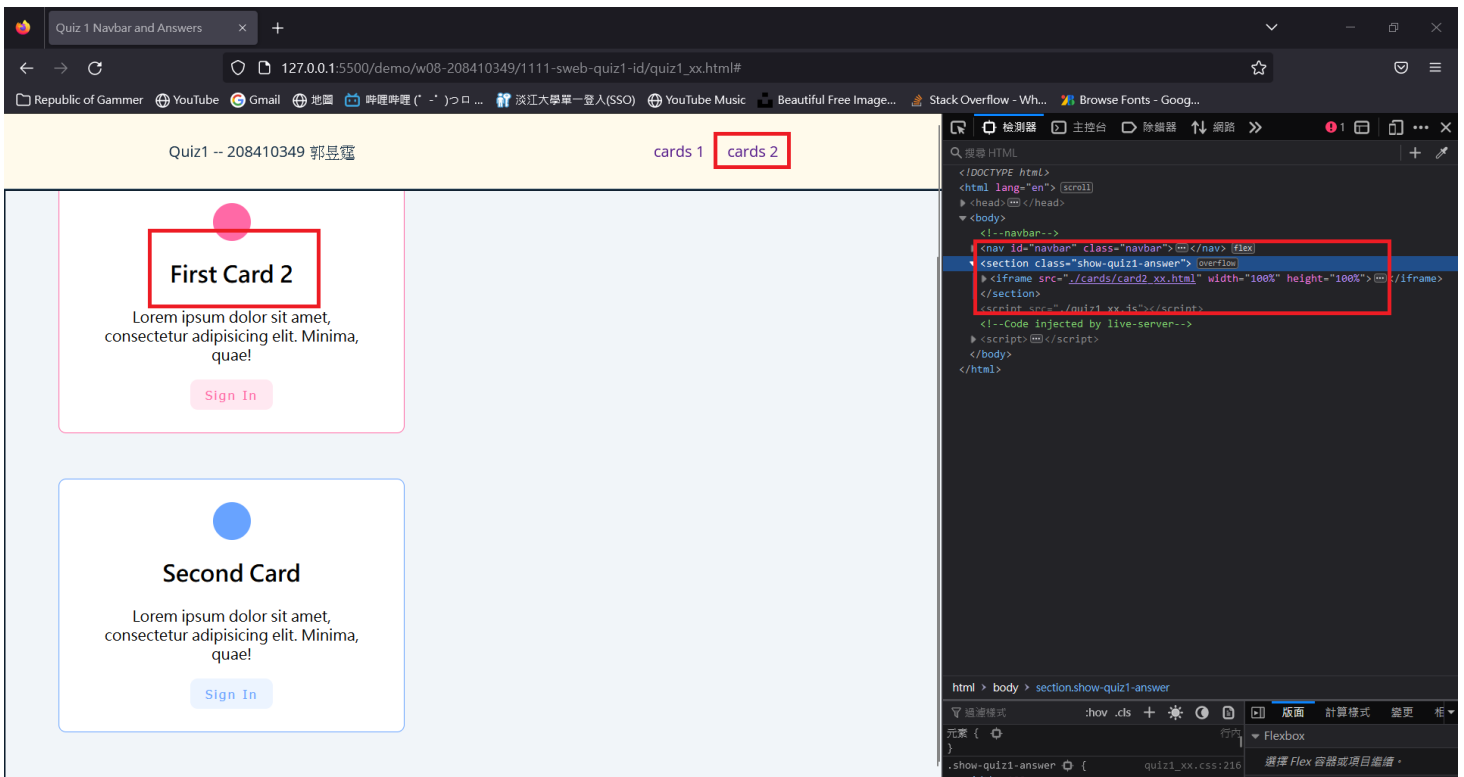 Quiz 1 Navbar and Answers
127.0.0.1:5500/demo/w08-208410349/1111-sweb-quiz1-id/quiz1_xx.html#
Republic of Gammer YouTube Gmail 地圖 嗶哩嗶哩 (゜-゜)つロ ... 淡江大學單一登入(SSO) YouTube Music Beautiful Free Image... Stack Overflow - Wh... Browse Fonts - Goog...
Quiz1 -- 208410349 郭昱霆
cards 1 cards 2
First Card 2
Lorem ipsum dolor sit amet,
consectetur adipisicing elit. Minima,
quae!
Sign In
Second Card
Lorem ipsum dolor sit amet,
consectetur adipisicing elit. Minima,
quae!
Sign In
檢測器 主控台 除錯器 網路 1
搜尋 HTML
<!DOCTYPE html>
<html lang="en"> scroll
<head></head>
<body>
<!--navbar-->
<nav id="navbar" class="navbar"></nav> flex
<section class="show-quiz1-answer"> overflow
<iframe src="./cards/card2_xx.html" width="100%" height="100%"></iframe>
</section>
<script src="./quiz1_xx.js"></script>
<!--Code injected by live-server-->
<script></script>
</body>
</html>
html > body > section.show-quiz1-answer
過濾樣式 :hov .cls 版面 計算樣式 變更
元素 { 行內
}
Flexbox
.show-quiz1-answer { quiz1_xx.css:216
選擇 Flex 容器或項目繼續。